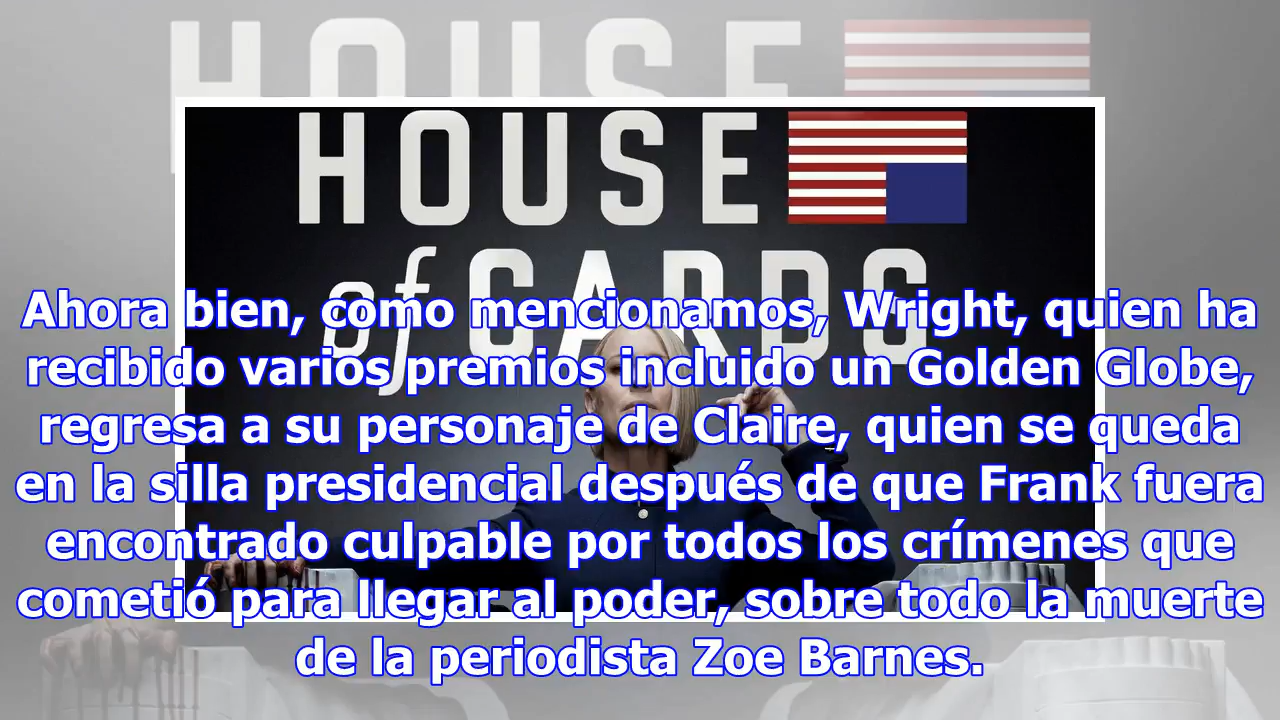 HOUSE
HOUSE
of CARDS
Ahora bien, como mencionamos, Wright, quien ha
recibido varios premios incluido un Golden Globe,
regresa a su personaje de Claire, quien se queda
en la silla presidencial después de que Frank fuera
encontrado culpable por todos los crímenes que
cometió para llegar al poder, sobre todo la muerte
de la periodista Zoe Barnes.